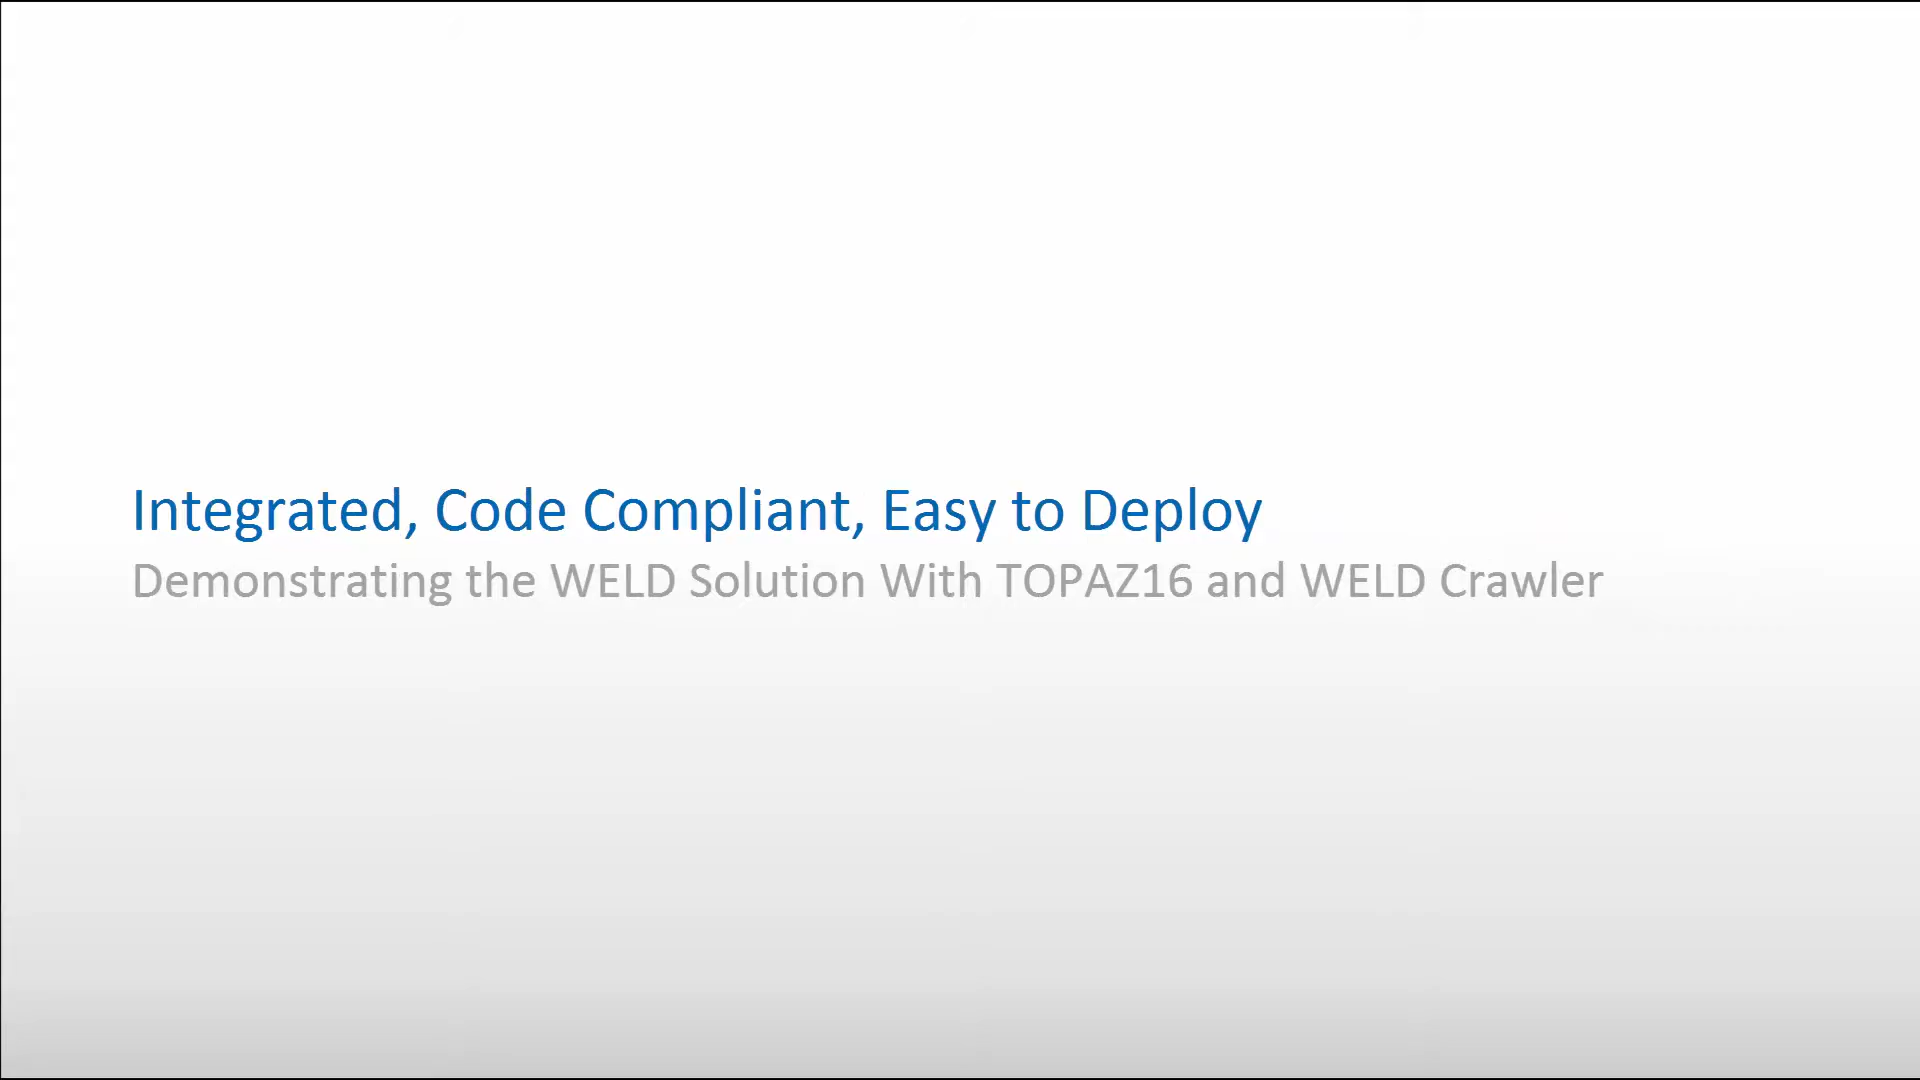 Integrated, Code Compliant, Easy to Deploy
Demonstrating the WELD Solution With TOPAZ16 and WELD Crawler